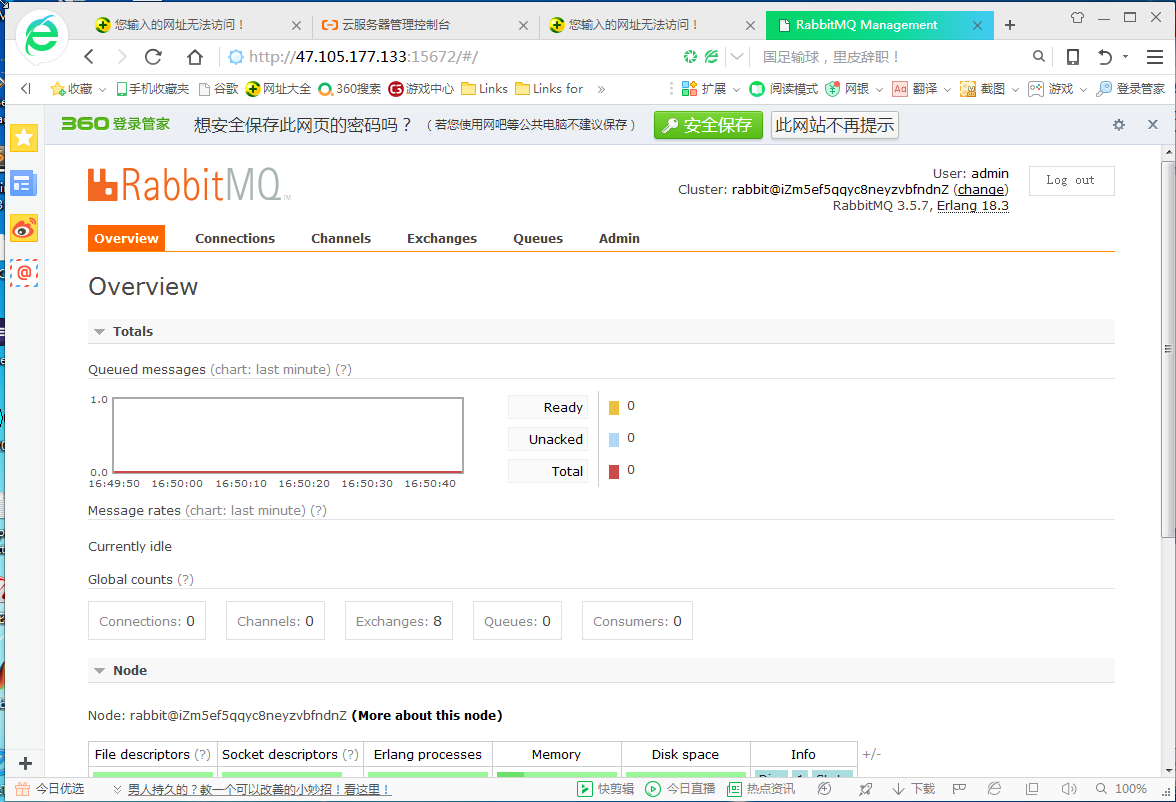 您输入的网址无法访问！
云服务器管理控制台
您输入的网址无法访问！
RabbitMQ Management
http://47.105.177.133:15672/#/
国足输球，里皮辞职！
收藏 手机收藏夹 谷歌 网址大全 360搜索 游戏中心 Links Links for » 扩展 阅读模式 网银 翻译 截图 游戏 登录管家
360 登录管家 想安全保存此网页的密码吗？ （若您使用网吧等公共电脑不建议保存） 安全保存 此网站不再提示
RabbitMQ™
User: admin
Cluster: rabbit@iZm5ef5qqyc8neyzvbfndnZ (change)
RabbitMQ 3.5.7, Erlang 18.3
Log out
Overview Connections Channels Exchanges Queues Admin
Overview
Totals
Queued messages (chart: last minute) (?)
1.0
0.0
16:49:50 16:50:00 16:50:10 16:50:20 16:50:30 16:50:40
Ready 0
Unacked 0
Total 0
Message rates (chart: last minute) (?)
Currently idle
Global counts (?)
Connections: 0 Channels: 0 Exchanges: 8 Queues: 0 Consumers: 0
Node
Node: rabbit@iZm5ef5qqyc8neyzvbfndnZ (More about this node)
File descriptors (?) Socket descriptors (?) Erlang processes Memory Disk space Info +/-
今日优选 男人持久的？教一个可以改善的小妙招！看这里！ 快剪辑 今日直播 热点资讯 下载 100%